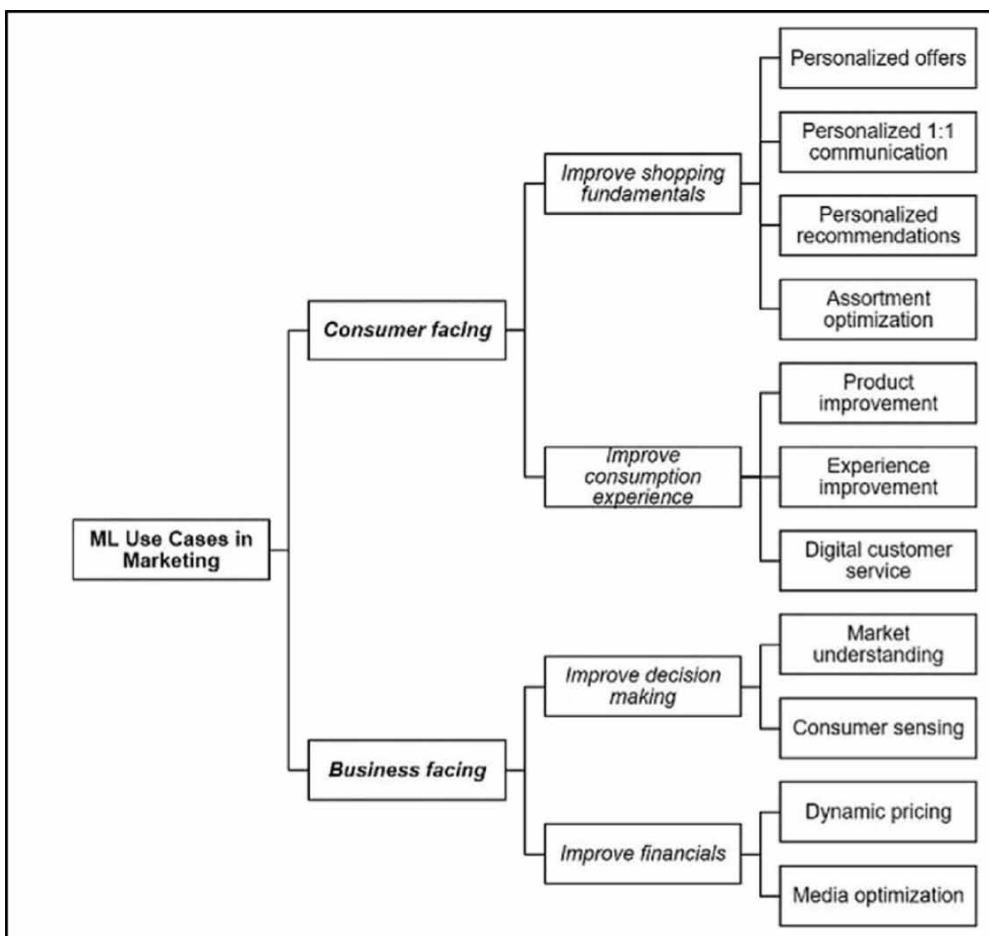 ML Use Cases in
Marketing
Consumer facing
Improve shopping
fundamentals
Personalized offers
Personalized 1:1
communication
Personalized
recommendations
Assortment
optimization
Improve
consumption
experience
Product
improvement
Experience
improvement
Digital customer
service
Business facing
Improve decision
making
Market
understanding
Consumer sensing
Improve financials
Dynamic pricing
Media optimization